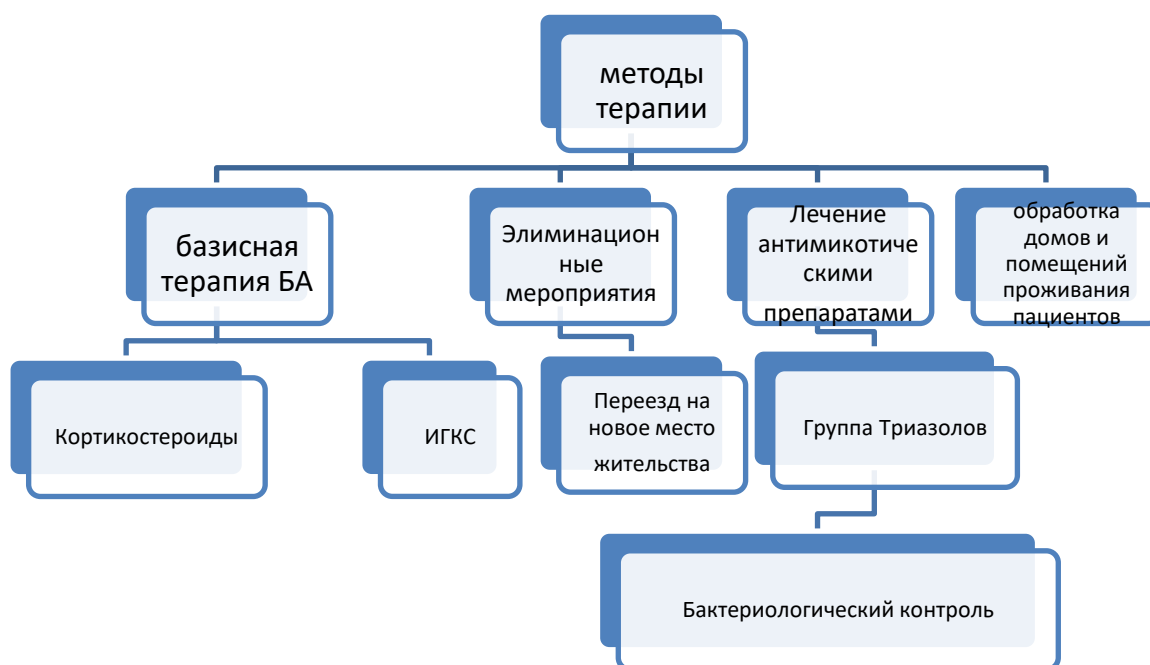 методы
терапии
базисная
терапия БА
Элиминацион
ные
мероприятия
Лечение
антимикотиче
скими
препаратами
обработка
домов и
помещений
проживания
пациентов
Кортикостероиды
ИГКС
Переезд на
новое место
жительства
Группа Триазолов
Бактериологический контроль